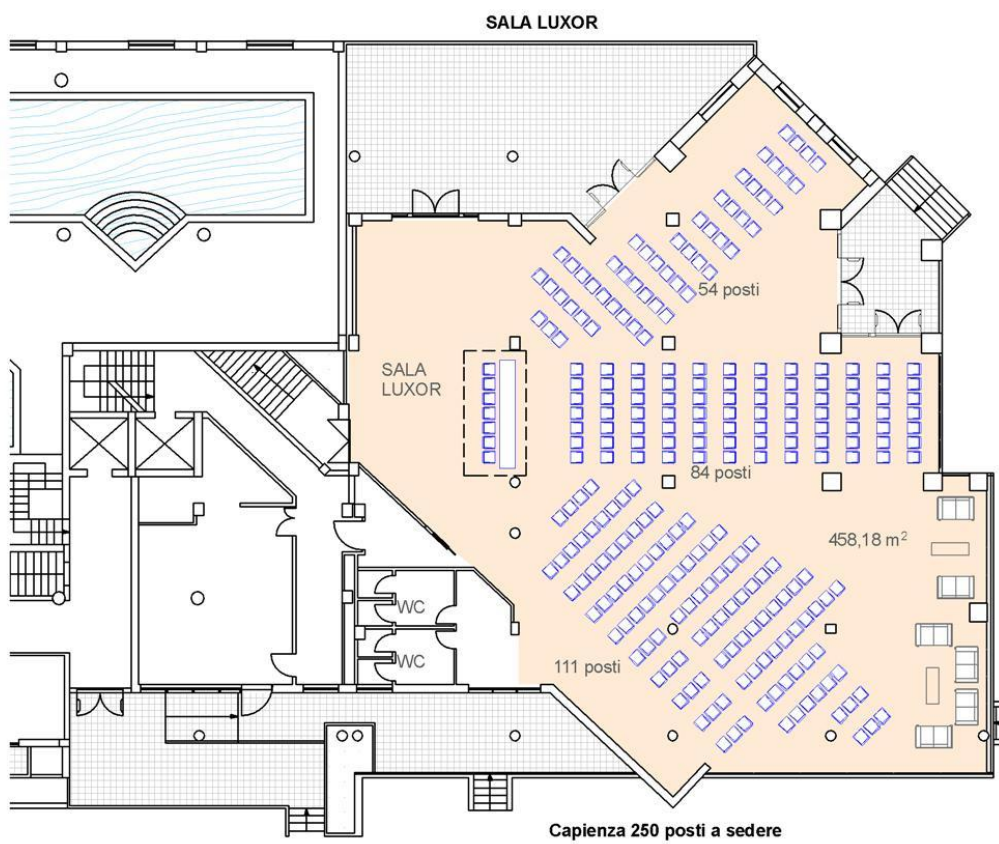 SALA LUXOR
54 posti
SALA
LUXOR
84 posti
458,18 m²
WC
WC
111 posti
Capienza 250 posti a sedere